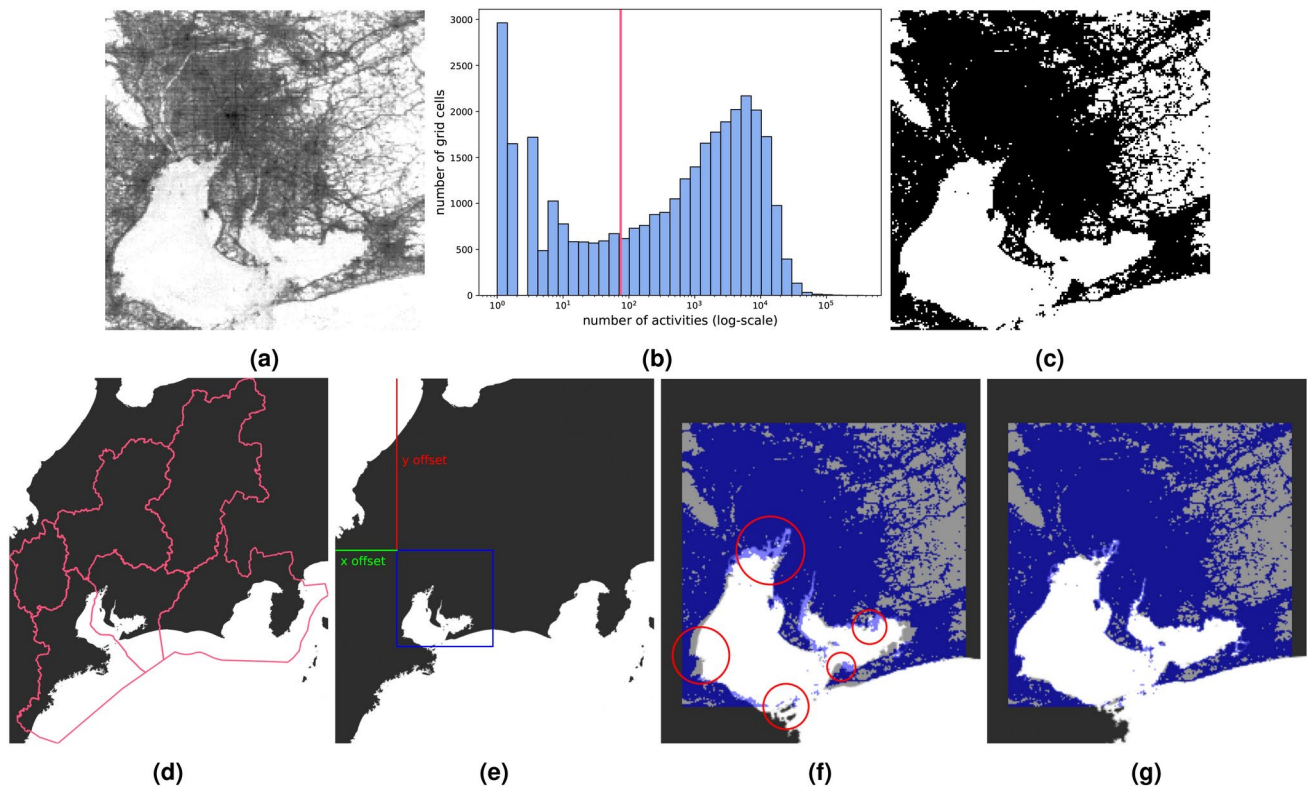 3000
2500
2000
1500
1000
500
0
number of grid cells
10⁰
10¹
10²
10³
10⁴
10⁵
number of activities (log-scale)
(a)
(b)
(c)
y offset
x offset
(d)
(e)
(f)
(g)